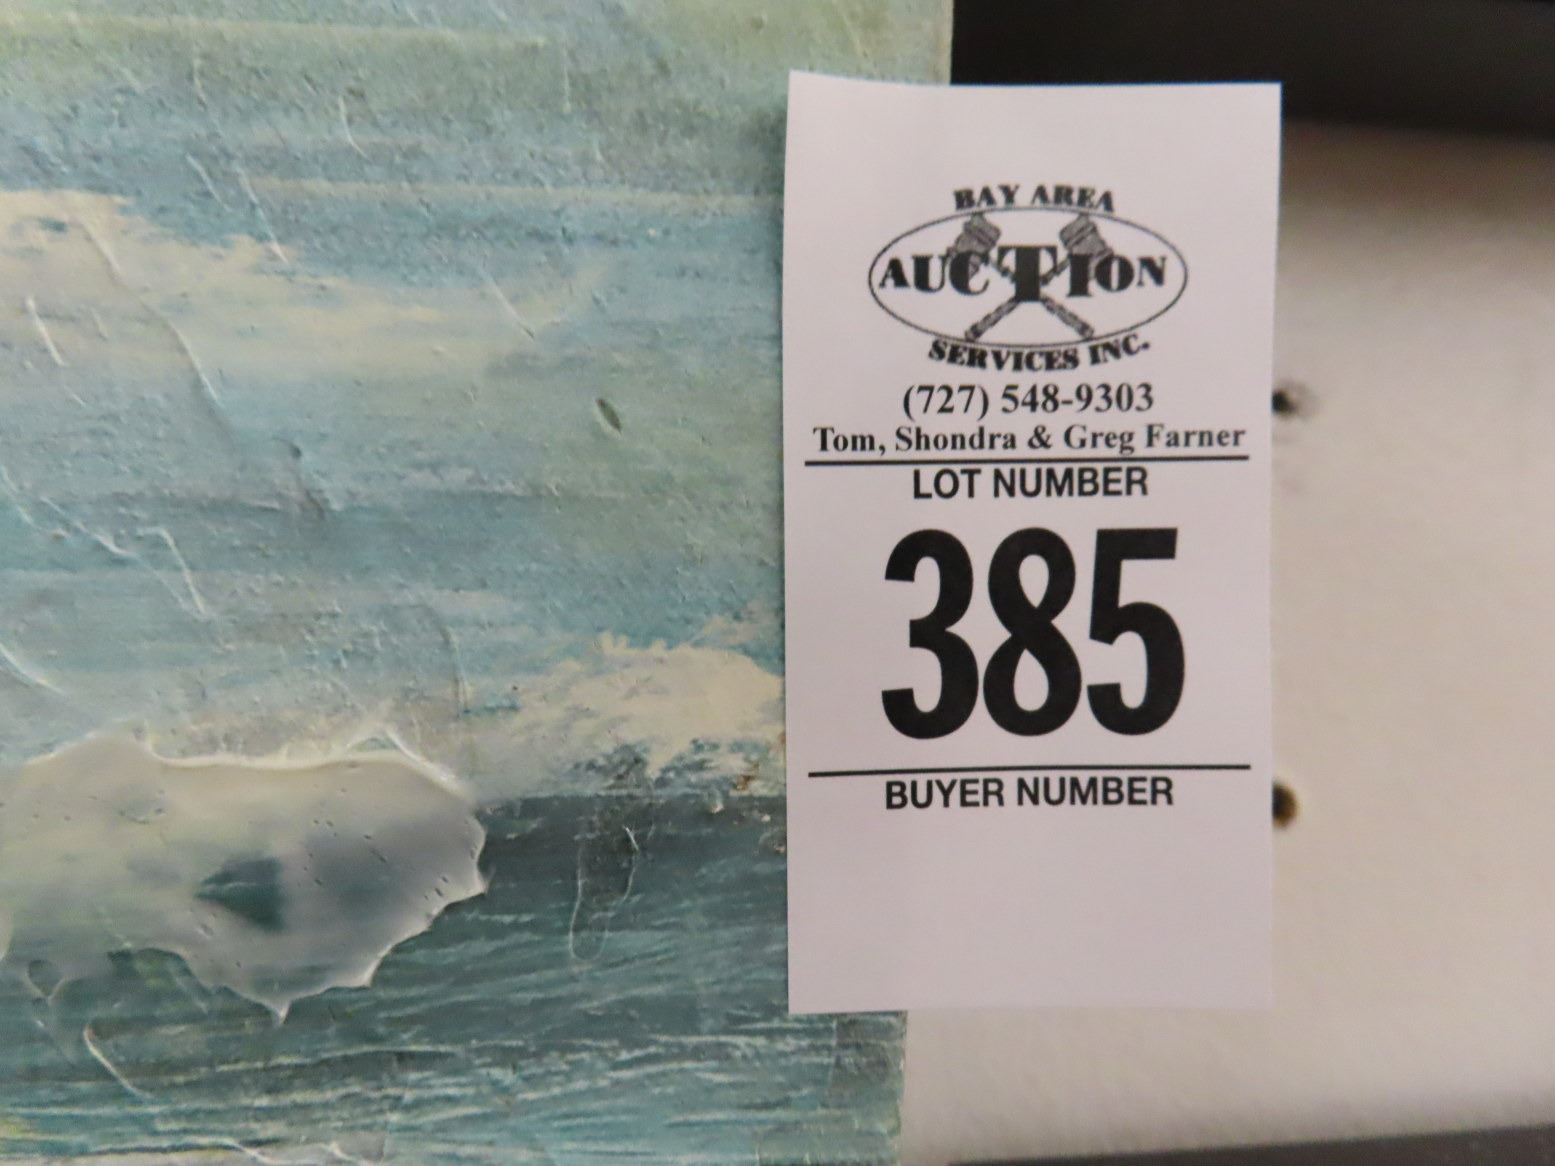 BAY AREA
AUCTION
SERVICES INC.
(727) 548-9303
Tom, Shondra & Greg Farner
LOT NUMBER
385
BUYER NUMBER